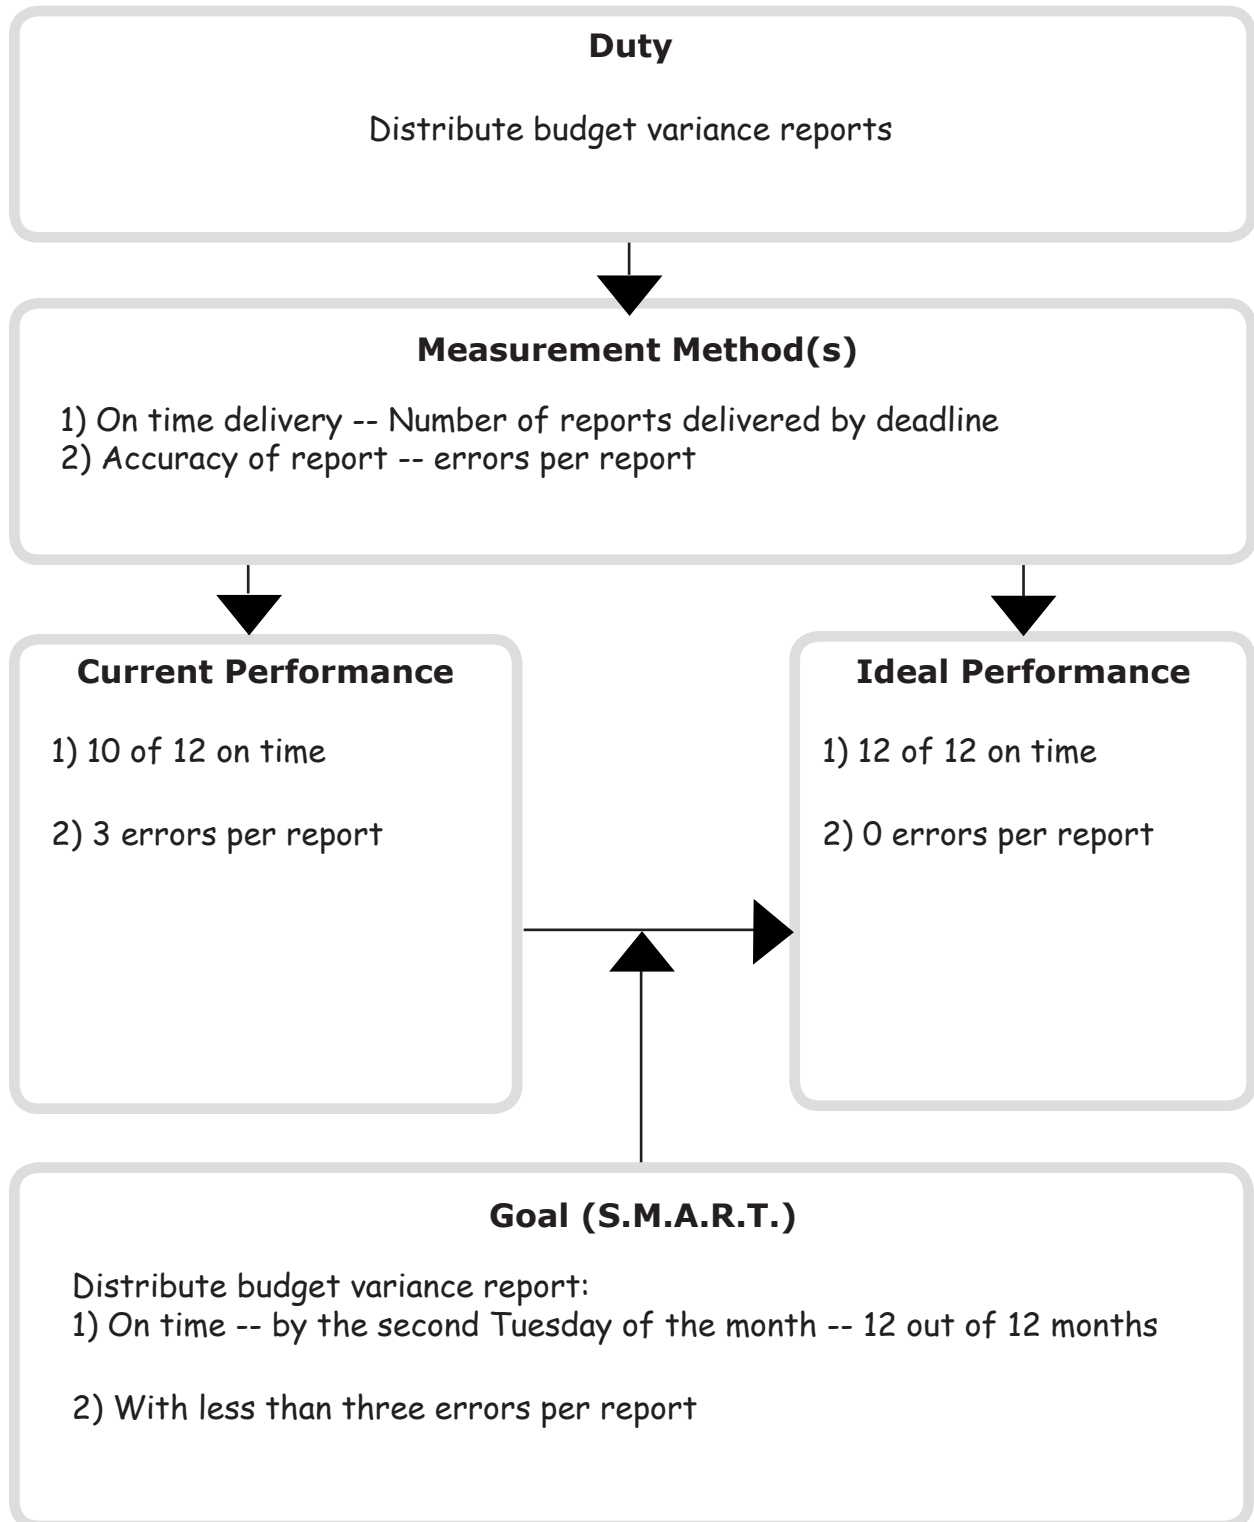 Duty
Distribute budget variance reports
Measurement Method(s)
1) On time delivery -- Number of reports delivered by deadline
2) Accuracy of report -- errors per report
Current Performance
1) 10 of 12 on time
2) 3 errors per report
Ideal Performance
1) 12 of 12 on time
2) 0 errors per report
Goal (S.M.A.R.T.)
Distribute budget variance report:
1) On time -- by the second Tuesday of the month -- 12 out of 12 months
2) With less than three errors per report